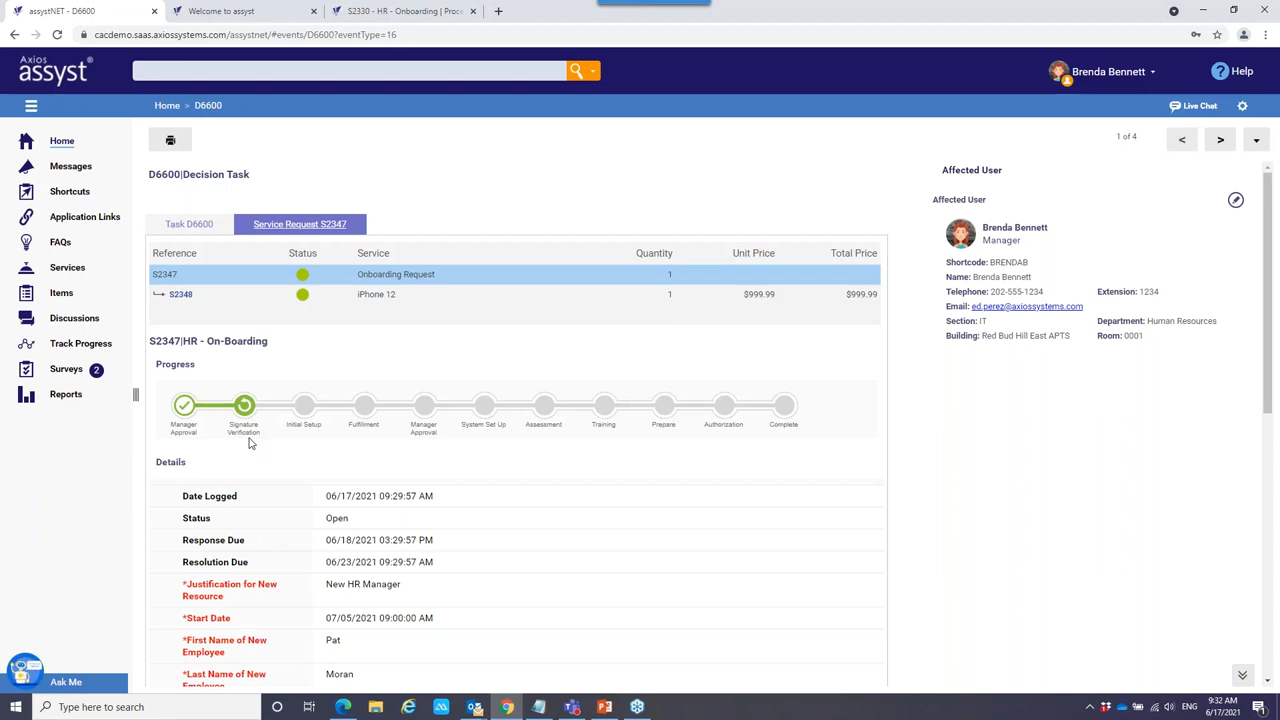 assystNET - D6600
Welcome to assyst
S2330 - HR - Onboarding | Proce
cacdemo.saas.axiossystems.com/assystnet/#events/D6600?eventType=16
Axios
assyst
Brenda Bennett
Help
Home > D6600
Live Chat
Home
Messages
Shortcuts
Application Links
FAQs
Services
Items
Discussions
Track Progress
Surveys 2
Reports
Ask Me
1 of 4
D6600|Decision Task
Task D6600 Service Request S2347
Reference Status Service Quantity Unit Price Total Price
S2347 Onboarding Request 1
S2348 iPhone 12 1 $999.99 $999.99
S2347|HR - On-Boarding
Progress
Manager Approval
Signature Verification
Initial Setup
Fulfillment
Manager Approval
System Set Up
Assessment
Training
Prepare
Authorization
Complete
Details
Date Logged 06/17/2021 09:29:57 AM
Status Open
Response Due 06/18/2021 03:29:57 PM
Resolution Due 06/23/2021 09:29:57 AM
*Justification for New Resource New HR Manager
*Start Date 07/05/2021 09:00:00 AM
*First Name of New Employee Pat
*Last Name of New Employee Moran
Affected User
Affected User
Brenda Bennett
Manager
Shortcode: BRENDAB
Name: Brenda Bennett
Telephone: 202-555-1234 Extension: 1234
Email: ed.perez@axiossystems.com
Section: IT Department: Human Resources
Building: Red Bud Hill East APTS Room: 0001
Type here to search
9:32 AM
6/17/2021